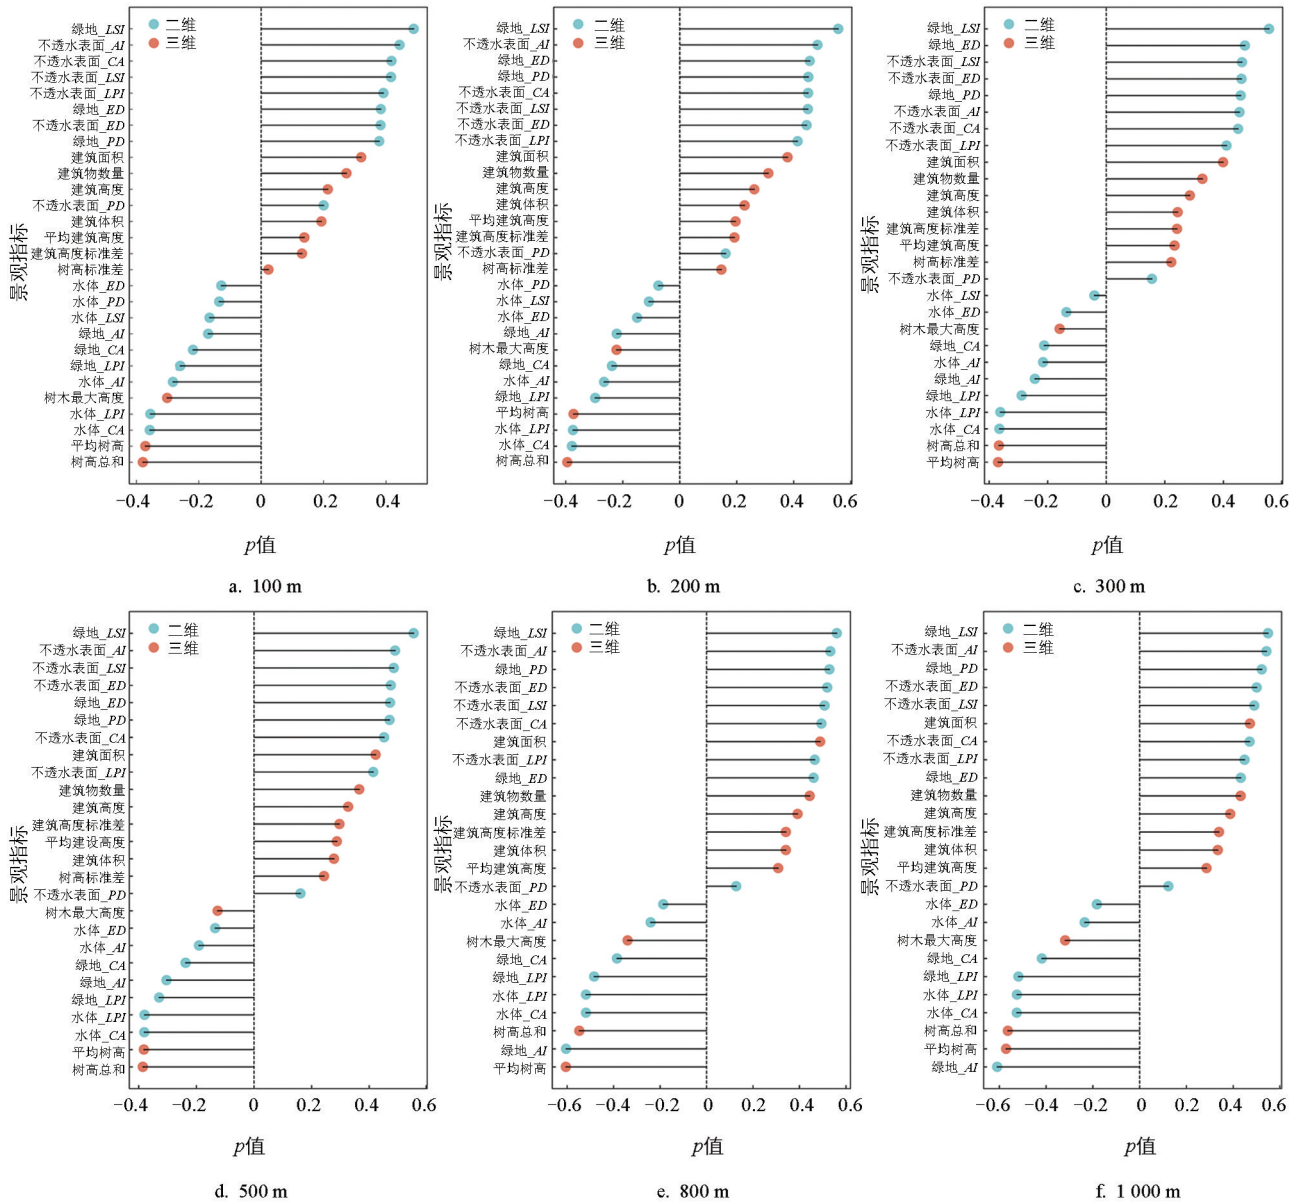 二维
三维
绿地_LSI
不透水表面_AI
不透水表面_CA
不透水表面_LSI
不透水表面_LPI
绿地_ED
不透水表面_ED
绿地_PD
建筑面积
建筑物数量
建筑高度
不透水表面_PD
建筑体积
平均建筑高度
建筑高度标准差
树高标准差
水体_ED
水体_PD
水体_LSI
绿地_AI
绿地_CA
绿地_LPI
水体_AI
树木最大高度
水体_LPI
水体_CA
平均树高
树高总和
景观指标
−0.4 −0.2 0 0.2 0.4
p值
a. 100 m
二维
三维
绿地_LSI
不透水表面_AI
绿地_ED
绿地_PD
不透水表面_CA
不透水表面_LSI
不透水表面_ED
不透水表面_LPI
建筑面积
建筑物数量
建筑高度
建筑体积
平均建筑高度
建筑高度标准差
不透水表面_PD
树高标准差
水体_PD
水体_LSI
水体_ED
绿地_AI
树木最大高度
绿地_CA
水体_AI
绿地_LPI
平均树高
水体_LPI
水体_CA
树高总和
景观指标
−0.4 −0.2 0 0.2 0.4 0.6
p值
b. 200 m
二维
三维
绿地_LSI
绿地_ED
不透水表面_LSI
不透水表面_ED
绿地_PD
不透水表面_AI
不透水表面_CA
不透水表面_LPI
建筑面积
建筑物数量
建筑高度
建筑体积
建筑高度标准差
平均建筑高度
树高标准差
不透水表面_PD
水体_LSI
水体_ED
树木最大高度
绿地_CA
水体_AI
绿地_AI
绿地_LPI
水体_LPI
水体_CA
树高总和
平均树高
景观指标
−0.4 −0.2 0 0.2 0.4 0.6
p值
c. 300 m
二维
三维
绿地_LSI
不透水表面_AI
不透水表面_LSI
不透水表面_ED
绿地_ED
绿地_PD
不透水表面_CA
建筑面积
不透水表面_LPI
建筑物数量
建筑高度
建筑高度标准差
平均建设高度
建筑体积
树高标准差
不透水表面_PD
树木最大高度
水体_ED
水体_AI
绿地_CA
绿地_AI
绿地_LPI
水体_LPI
水体_CA
平均树高
树高总和
景观指标
−0.4 −0.2 0 0.2 0.4 0.6
p值
d. 500 m
二维
三维
绿地_LSI
不透水表面_AI
绿地_PD
不透水表面_ED
不透水表面_LSI
不透水表面_CA
建筑面积
不透水表面_LPI
绿地_ED
建筑物数量
建筑高度
建筑高度标准差
建筑体积
平均建筑高度
不透水表面_PD
水体_ED
水体_AI
树木最大高度
绿地_CA
绿地_LPI
水体_LPI
水体_CA
树高总和
绿地_AI
平均树高
景观指标
−0.6 −0.4 −0.2 0 0.2 0.4 0.6
p值
e. 800 m
二维
三维
绿地_LSI
不透水表面_AI
绿地_PD
不透水表面_ED
不透水表面_LSI
建筑面积
不透水表面_CA
不透水表面_LPI
绿地_ED
建筑物数量
建筑高度
建筑高度标准差
建筑体积
平均建筑高度
不透水表面_PD
水体_ED
水体_AI
树木最大高度
绿地_CA
绿地_LPI
水体_LPI
水体_CA
树高总和
平均树高
绿地_AI
景观指标
−0.6 −0.4 −0.2 0 0.2 0.4 0.6
p值
f. 1 000 m